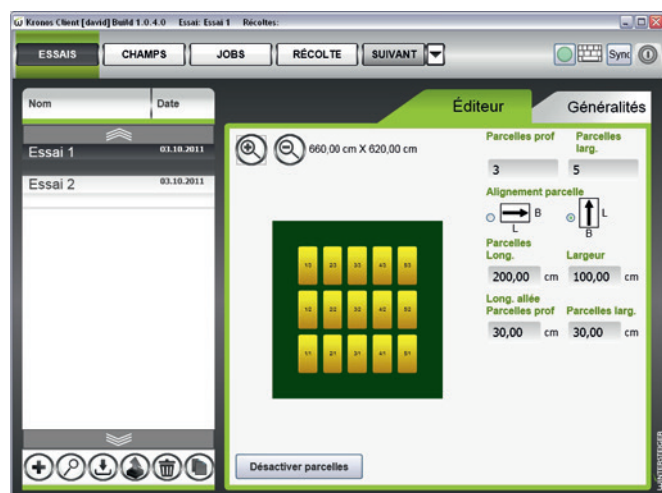 Kronos Client [david] Build 1.0.4.0 Essai: Essai 1 Récoltes:
ESSAIS CHAMPS JOBS RÉCOLTE SUIVANT Sync
Nom Date
Essai 1 03.10.2011
Essai 2 03.10.2011
Éditeur Généralités
660,00 cm X 620,00 cm
Parcelles prof Parcelles larg.
3 5
Alignement parcelle
B L
L B
Parcelles Long. Largeur
200,00 cm 100,00 cm
Long. allée
Parcelles prof Parcelles larg.
30,00 cm 30,00 cm
13 23 33 43 53
12 22 32 42 52
11 21 31 41 51
Désactiver parcelles
WINTERSTEIGER